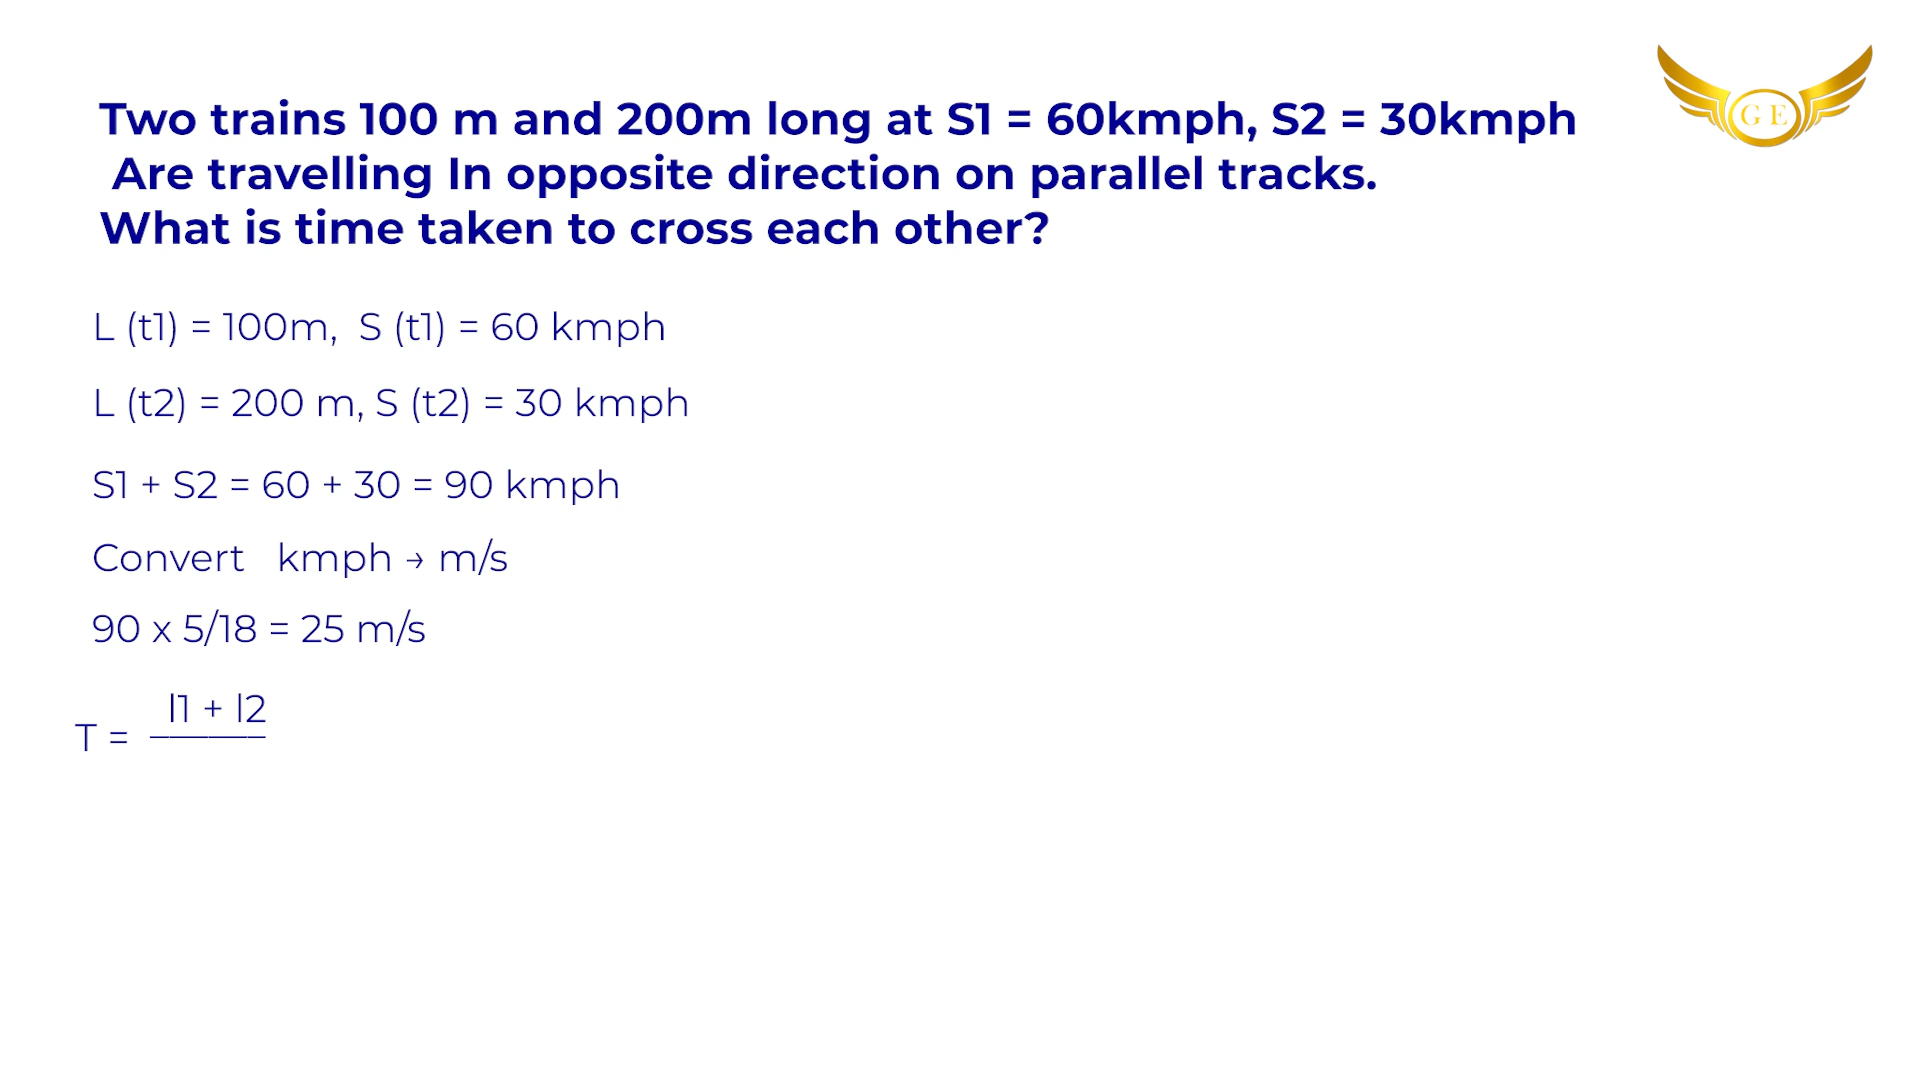 G E
Two trains 100 m and 200m long at S1 = 60kmph, S2 = 30kmph
Are travelling In opposite direction on parallel tracks.
What is time taken to cross each other?
L (t1) = 100m, S (t1) = 60 kmph
L (t2) = 200 m, S (t2) = 30 kmph
S1 + S2 = 60 + 30 = 90 kmph
Convert kmph → m/s
90 x 5/18 = 25 m/s
l1 + l2
T = ______